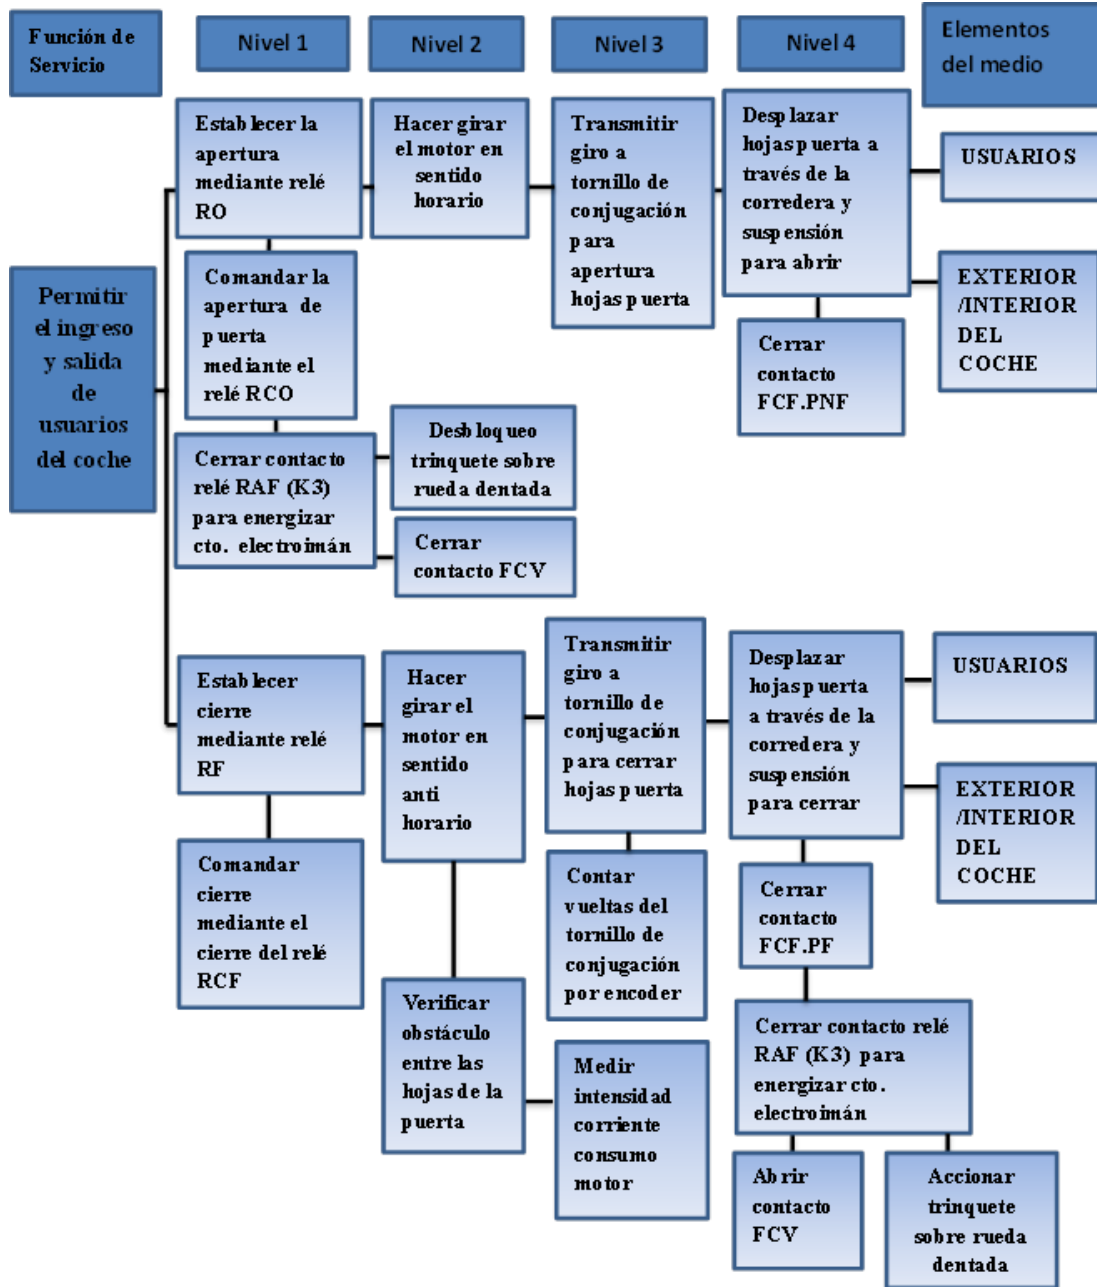 Función de
Servicio
Nivel 1
Nivel 2
Nivel 3
Nivel 4
Elementos
del medio
Permitir
el ingreso
y salida
de
usuarios
del coche
Establecer la
apertura
mediante relé
RO
Hacer girar
el motor en
sentido
horario
Transmitir
giro a
tornillo de
conjugación
para
apertura
hojas puerta
Desplazar
hojas puerta a
través de la
corredera y
suspensión
para abrir
USUARIOS
EXTERIOR
/INTERIOR
DEL
COCHE
Comandar la
apertura de
puerta
mediante el
relé RCO
Cerrar
contacto
FCF.PNF
Cerrar contacto
relé RAF (K3)
para energizar
cto. electroimán
Desbloqueo
trinquete sobre
rueda dentada
Cerrar
contacto FCV
Establecer
cierre
mediante relé
RF
Hacer
girar el
motor en
sentido
anti
horario
Transmitir
giro a
tornillo de
conjugación
para cerrar
hojas puerta
Desplazar
hojas puerta
a través de la
corredera y
suspensión
para cerrar
USUARIOS
EXTERIOR
/INTERIOR
DEL
COCHE
Comandar
cierre
mediante el
cierre del relé
RCF
Contar
vueltas del
tornillo de
conjugación
por encoder
Cerrar
contacto
FCF.PF
Verificar
obstáculo
entre las
hojas de la
puerta
Medir
intensidad
corriente
consumo
motor
Cerrar contacto relé
RAF (K3) para
energizar cto.
electroimán
Abrir
contacto
FCV
Accionar
trinquete
sobre rueda
dentada